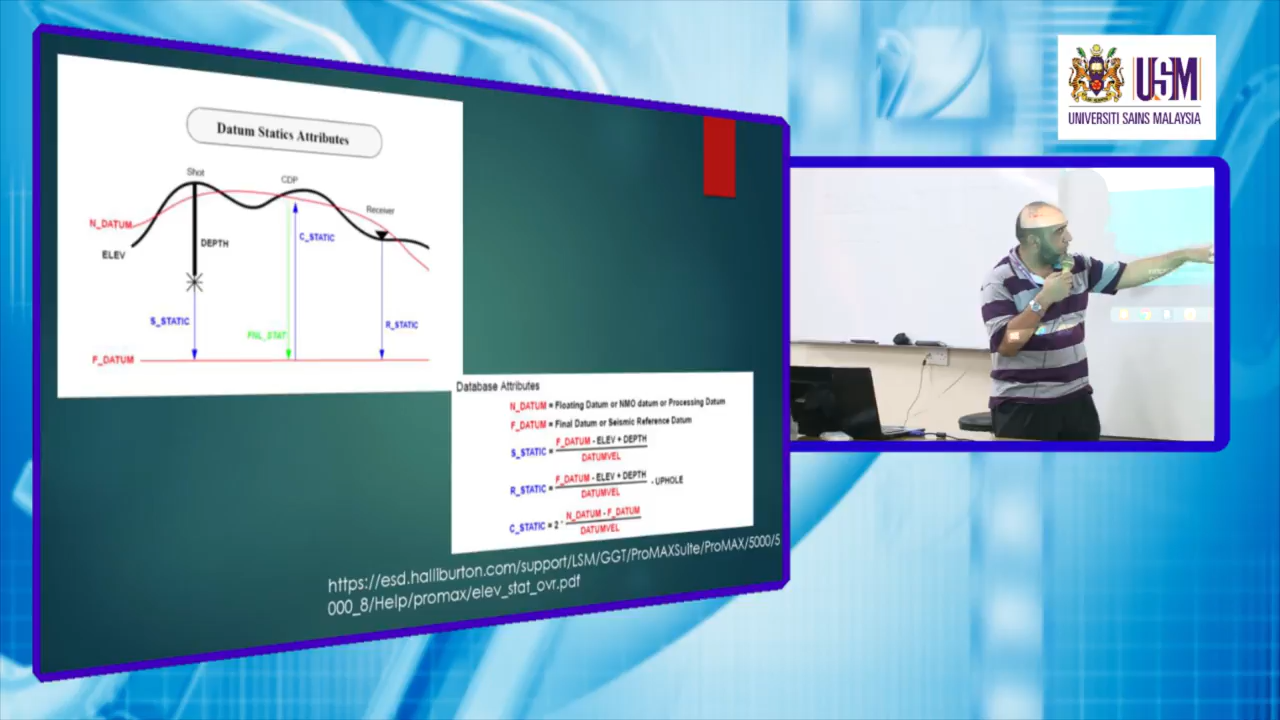 Datum Statics Attributes
Shot
CDP
Receiver
N_DATUM
ELEV
DEPTH
C_STATIC
S_STATIC
FNL_STAT
R_STATIC
F_DATUM
Database Attributes
N_DATUM = Floating Datum or NMO datum or Processing Datum
F_DATUM = Final Datum or Seismic Reference Datum
S_STATIC = F_DATUM - ELEV + DEPTH
DATUMVEL
R_STATIC = F_DATUM - ELEV + DEPTH - UPHOLE
DATUMVEL
C_STATIC = 2 * N_DATUM - F_DATUM
DATUMVEL
https://esd.halliburton.com/support/LSM/GGT/ProMAXSuite/ProMAX/5000/5
000_8/Help/promax/elev_stat_ovr.pdf
USM
UNIVERSITI SAINS MALAYSIA